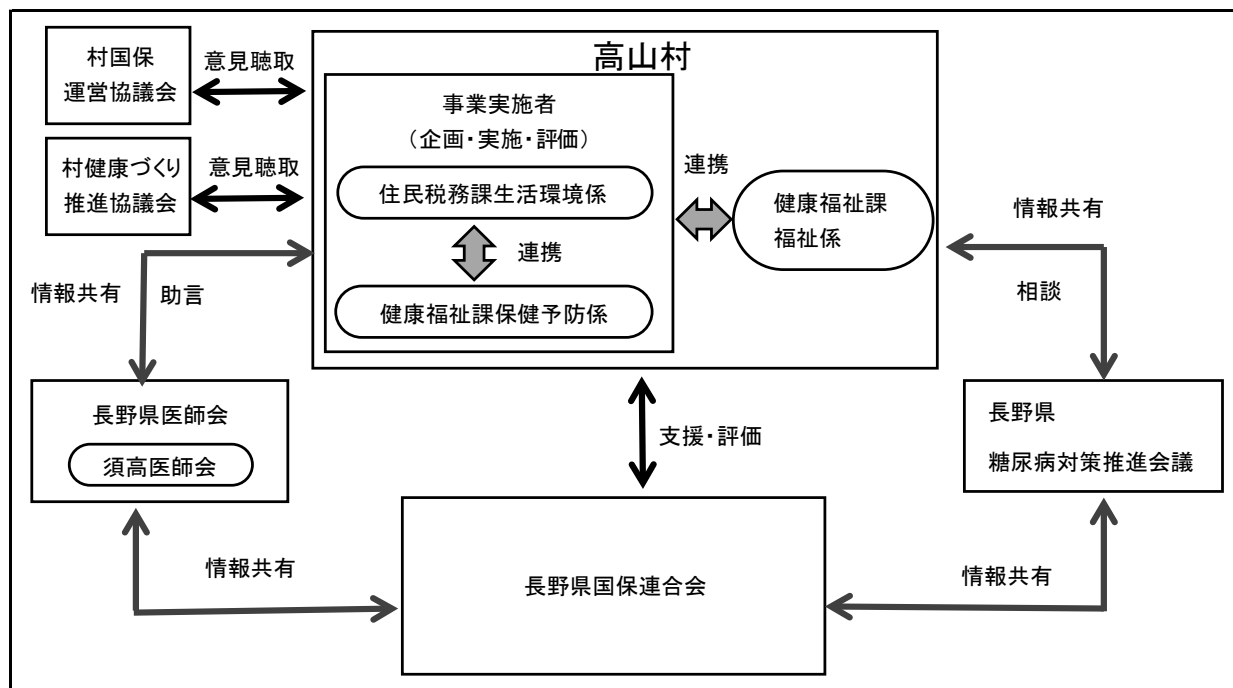 村国保
運営協議会
意見聴取
高山村
事業実施者
（企画・実施・評価）
村健康づくり
推進協議会
意見聴取
住民税務課生活環境係
連携
健康福祉課
福祉係
連携
健康福祉課保健予防係
情報共有
助言
情報共有
相談
長野県医師会
須高医師会
支援・評価
長野県
糖尿病対策推進会議
情報共有
長野県国保連合会
情報共有